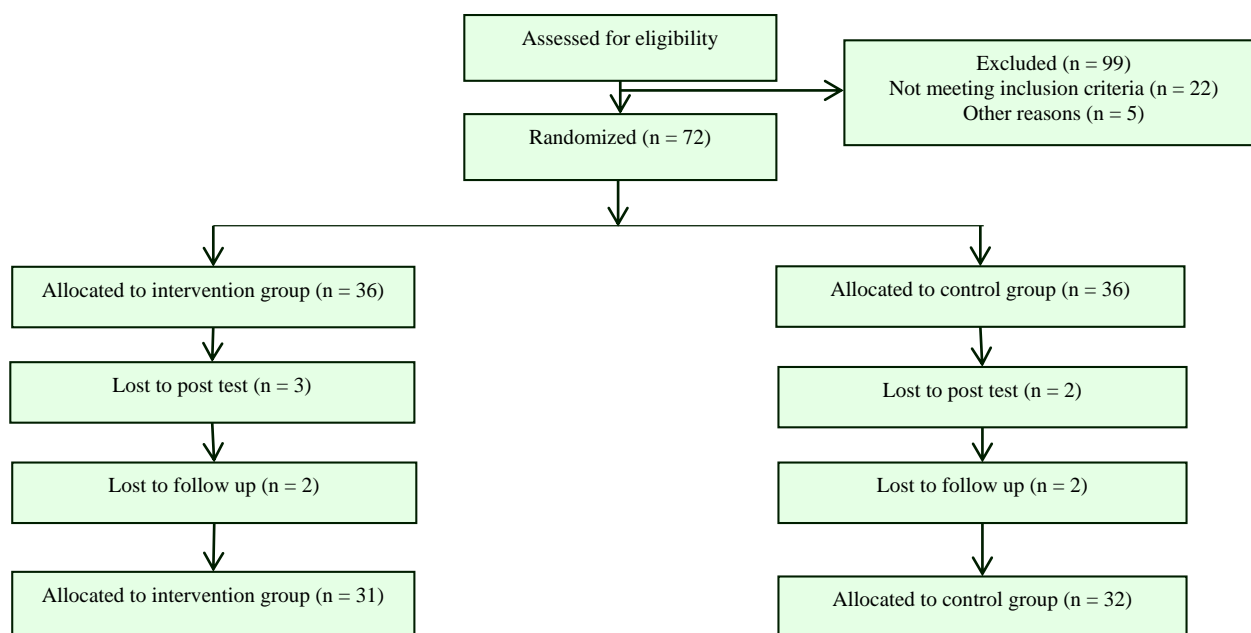 Assessed for eligibility
Excluded (n = 99)
Not meeting inclusion criteria (n = 22)
Other reasons (n = 5)
Randomized (n = 72)
Allocated to intervention group (n = 36)
Allocated to control group (n = 36)
Lost to post test (n = 3)
Lost to post test (n = 2)
Lost to follow up (n = 2)
Lost to follow up (n = 2)
Allocated to intervention group (n = 31)
Allocated to control group (n = 32)